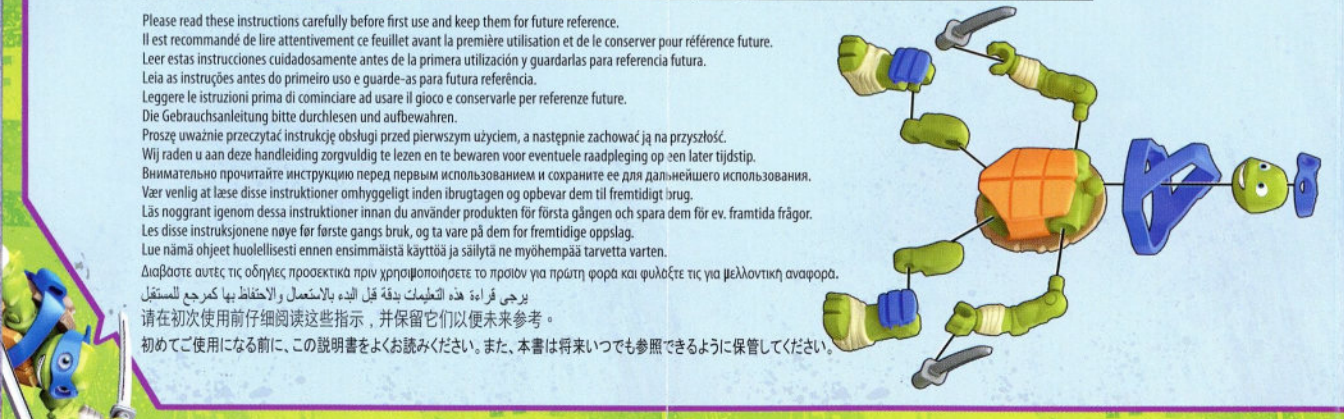 Please read these instructions carefully before first use and keep them for future reference.
Il est recommandé de lire attentivement ce feuillet avant la première utilisation et de le conserver pour référence future.
Leer estas instrucciones cuidadosamente antes de la primera utilización y guardarlas para referencia futura.
Leia as instruções antes do primeiro uso e guarde-as para futura referência.
Leggere le istruzioni prima di cominciare ad usare il gioco e conservarle per referenze future.
Die Gebrauchsanleitung bitte durchlesen und aufbewahren.
Proszę uważnie przeczytać instrukcję obsługi przed pierwszym użyciem, a następnie zachować ją na przyszłość.
Wij raden u aan deze handleiding zorgvuldig te lezen en te bewaren voor eventuele raadpleging op een later tijdstip.
Внимательно прочитайте инструкцию перед первым использованием и сохраните ее для дальнейшего использования.
Vær venlig at læse disse instruktioner omhyggeligt inden ibrugtagen og opbevar dem til fremtidigt brug.
Läs noggrant igenom dessa instruktioner innan du använder produkten för första gången och spara dem för ev. framtida frågor.
Les disse instruksjonene nøye før første gangs bruk, og ta vare på dem for fremtidige oppslag.
Lue nämä ohjeet huolellisesti ennen ensimmäistä käyttöä ja säilytä ne myöhempää tarvetta varten.
Διαβάστε αυτές τις οδηγίες προσεκτικά πριν χρησιμοποιήσετε το προϊόν για πρώτη φορά και φυλάξτε τις για μελλοντική αναφορά.
يرجى قراءة هذه التعليمات بدقة قبل البدء بالاستعمال والاحتفاظ بها كمرجع للمستقبل
请在初次使用前仔细阅读这些指示，并保留它们以便未来参考。
初めてご使用になる前に、この説明書をよくお読みください。また、本書は将来いつでも参照できるように保管してください。